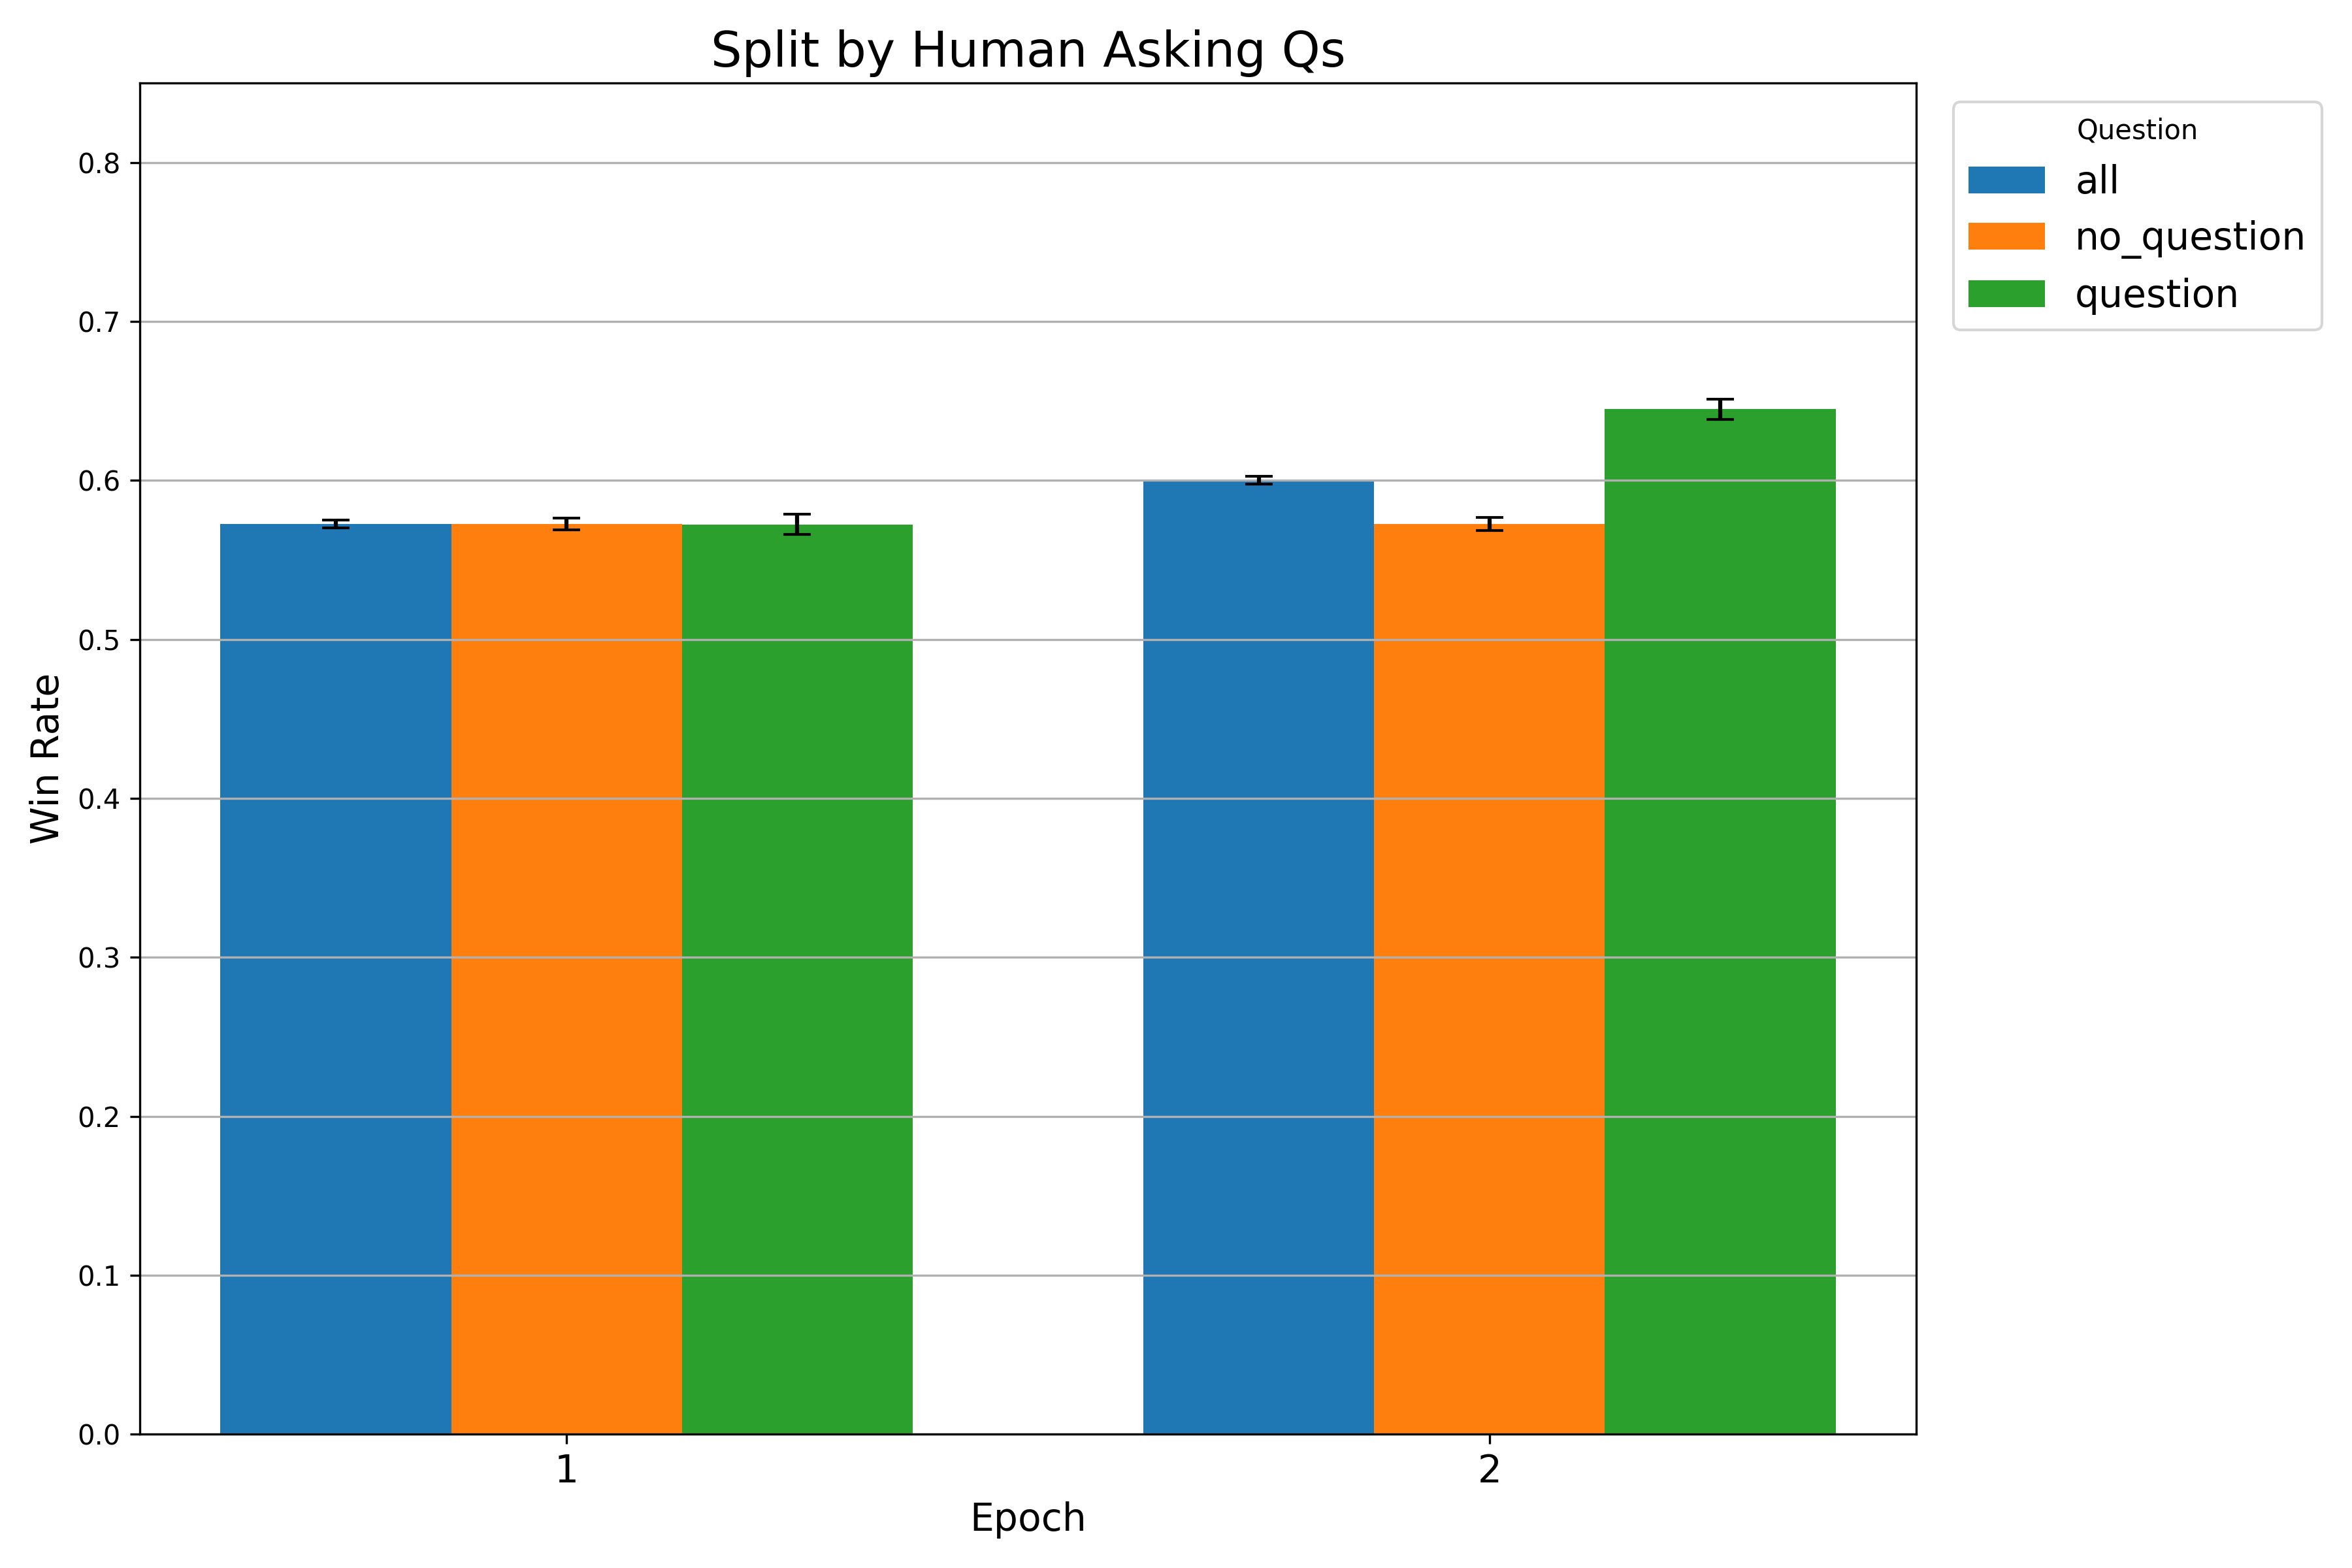 Split by Human Asking Qs
Question
all
no_question
question
Win Rate
0.8
0.7
0.6
0.5
0.4
0.3
0.2
0.1
0.0
1
2
Epoch